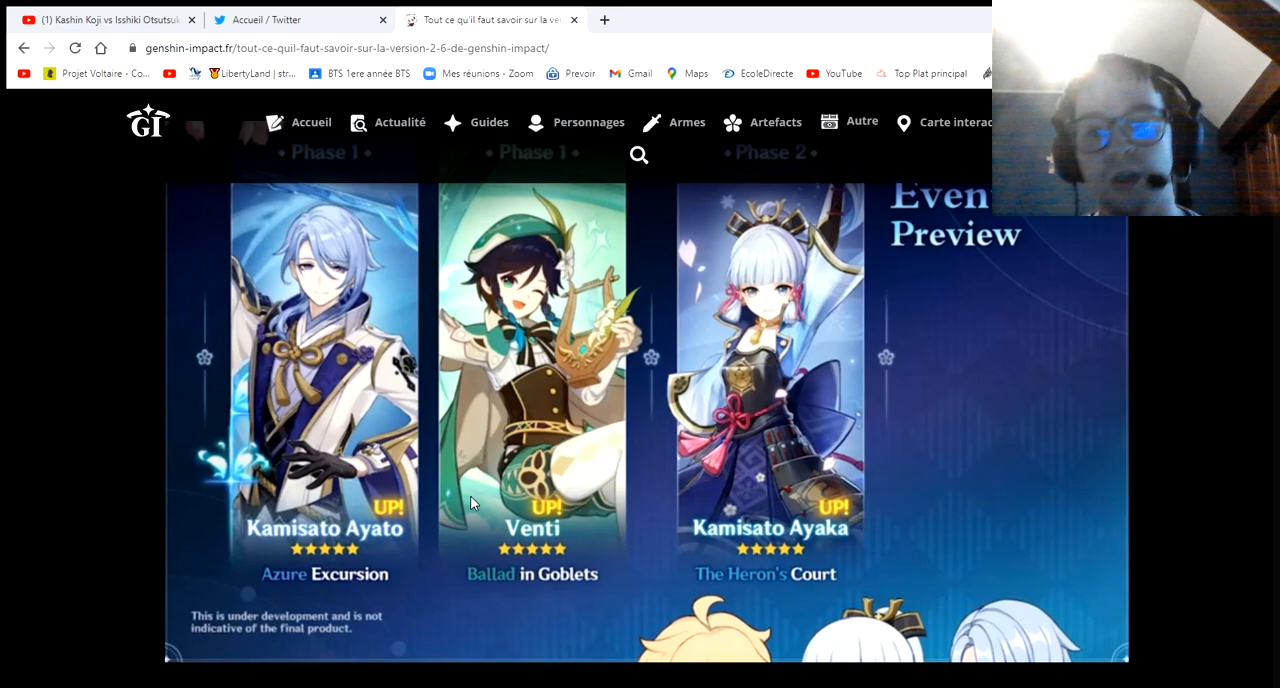 (1) Kashin Koji vs Isshiki Otsutsuk
Accueil / Twitter
Tout ce qu'il faut savoir sur la ve
genshin-impact.fr/tout-ce-quil-faut-savoir-sur-la-version-2-6-de-genshin-impact/
Projet Voltaire - Co... LibertyLand | str... BTS 1ere année BTS Mes réunions - Zoom Prevoir Gmail Maps EcoleDirecte YouTube Top Plat principal
GI Accueil Actualité Guides Personnages Armes Artefacts Autre Carte interac
Phase 1 Phase 1 Phase 2
Even
Preview
UP! UP! UP!
Kamisato Ayato Venti Kamisato Ayaka
Azure Excursion Ballad in Goblets The Heron's Court
This is under development and is not
indicative of the final product.